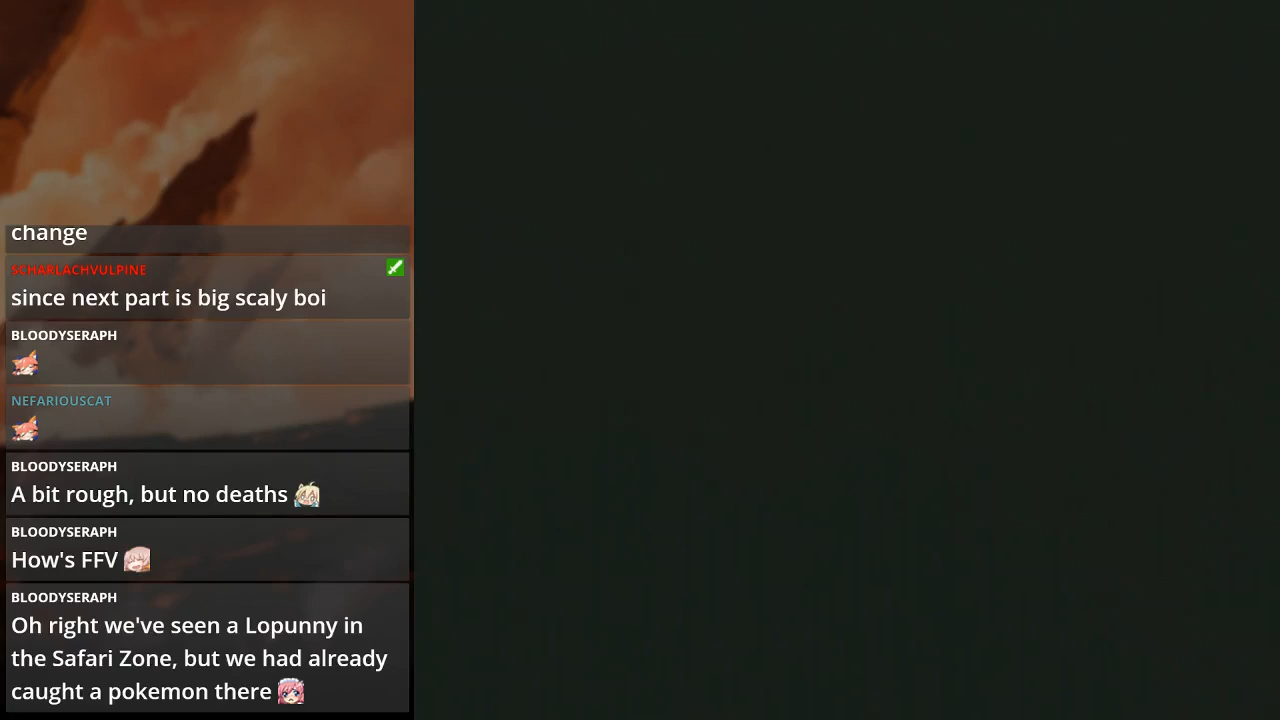 change
SCHARLACHVULPINE
since next part is big scaly boi
BLOODYSERAPH
NEFARIOUSCAT
BLOODYSERAPH
A bit rough, but no deaths
BLOODYSERAPH
How's FFV
BLOODYSERAPH
Oh right we've seen a Lopunny in
the Safari Zone, but we had already
caught a pokemon there